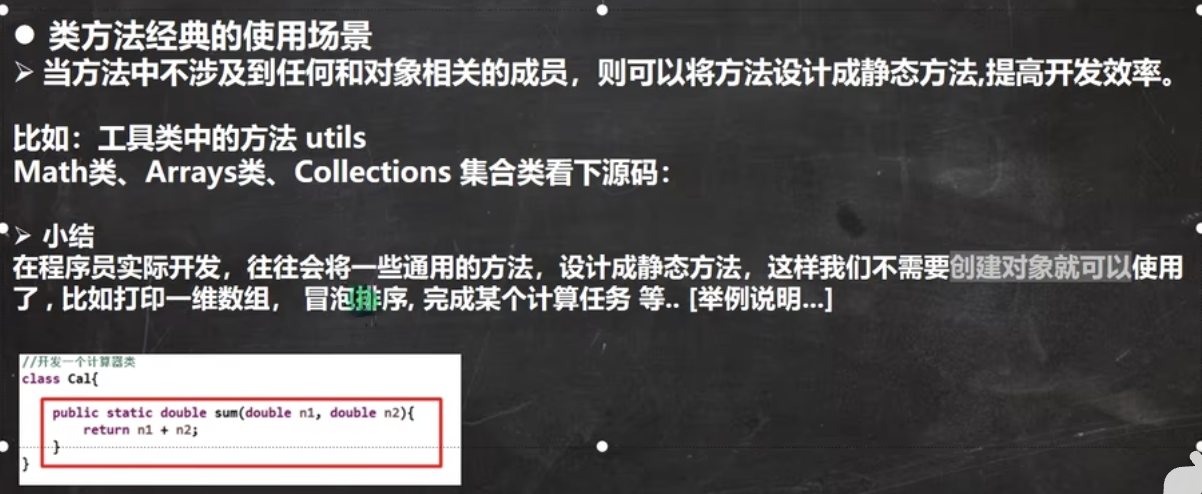 ● 类方法经典的使用场景
➢ 当方法中不涉及到任何和对象相关的成员，则可以将方法设计成静态方法,提高开发效率。
比如：工具类中的方法 utils
Math类、Arrays类、Collections 集合类看下源码：
➢ 小结
在程序员实际开发，往往会将一些通用的方法，设计成静态方法，这样我们不需要创建对象就可以使用
了 , 比如打印一维数组， 冒泡排序, 完成某个计算任务 等.. [举例说明...]
//开发一个计算器类
class Cal{
public static double sum(double n1, double n2){
return n1 + n2;
}
}